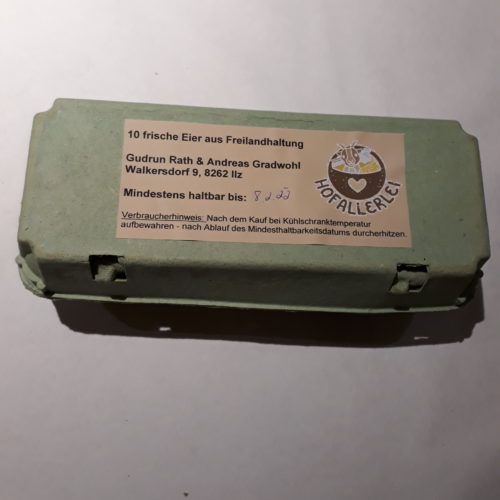 10 frische Eier aus Freilandhaltung
Gudrun Rath & Andreas Gradwohl
Walkersdorf 9, 8262 Ilz
Mindestens haltbar bis:
Verbraucherhinweis: Nach dem Kauf bei Kühlschranktemperatur
aufbewahren - nach Ablauf des Mindesthaltbarkeitsdatums durcherhitzen.
HOFALLERLEI